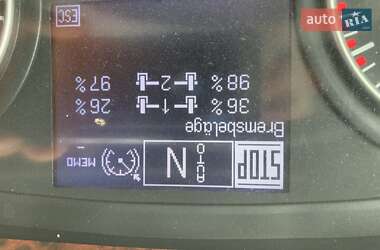 STOP N MEMO
Bremsbeläge
36 % 1 26 %
98 % 2 97 %
ESC
auto RIA